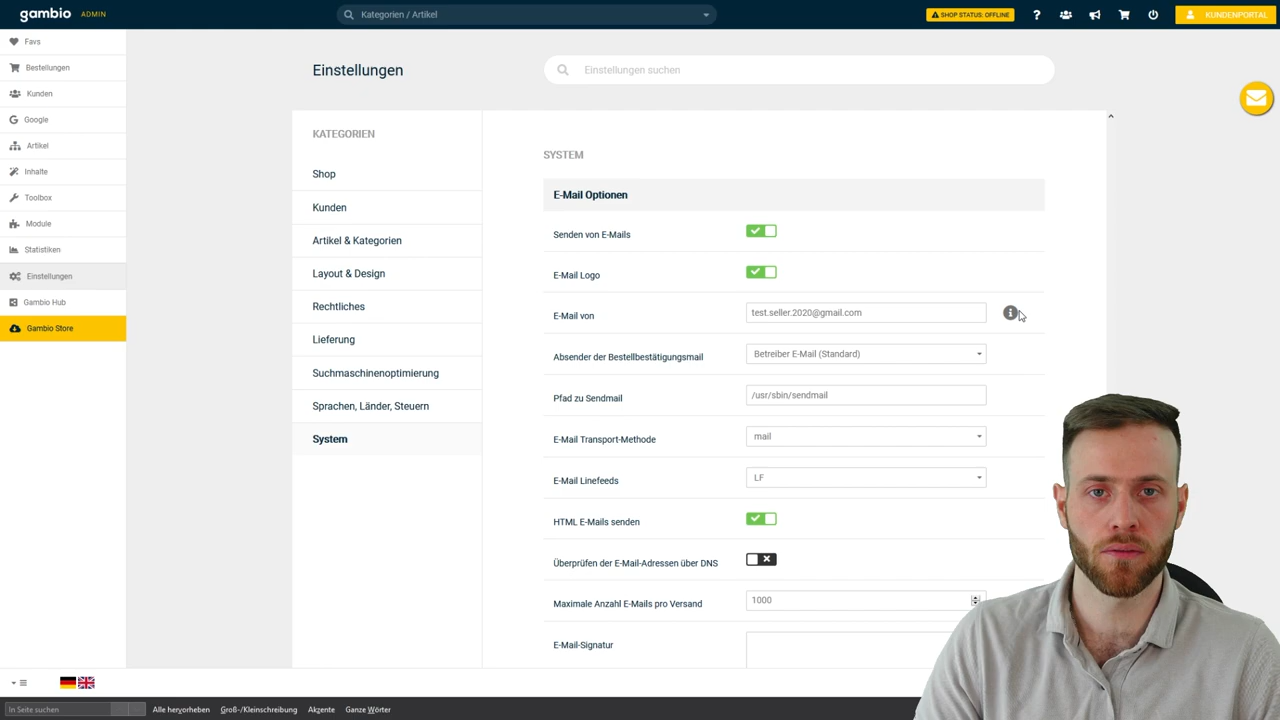 gambio ADMIN
Kategorien / Artikel
SHOP STATUS: OFFLINE
?
KUNDENPORTAL
Favs
Bestellungen
Kunden
Google
Artikel
Inhalte
Toolbox
Module
Statistiken
Einstellungen
Gambio Hub
Gambio Store
Einstellungen
Einstellungen suchen
KATEGORIEN
Shop
Kunden
Artikel & Kategorien
Layout & Design
Rechtliches
Lieferung
Suchmaschinenoptimierung
Sprachen, Länder, Steuern
System
SYSTEM
E-Mail Optionen
Senden von E-Mails
E-Mail Logo
E-Mail von test.seller.2020@gmail.com
Absender der Bestellbestätigungsmail Betreiber E-Mail (Standard)
Pfad zu Sendmail /usr/sbin/sendmail
E-Mail Transport-Methode mail
E-Mail Linefeeds LF
HTML E-Mails senden
Überprüfen der E-Mail-Adressen über DNS
Maximale Anzahl E-Mails pro Versand 1000
E-Mail-Signatur
In Seite suchen Alle hervorheben Groß-/Kleinschreibung Akzente Ganze Wörter